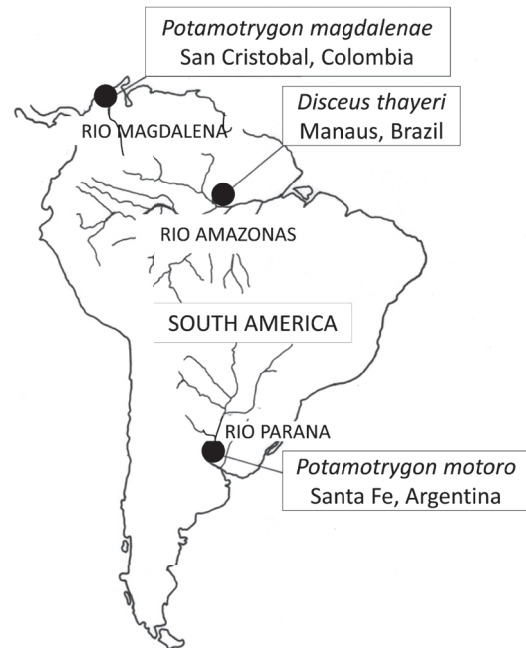 Potamotrygon magdalenae
San Cristobal, Colombia
Disceus thayeri
Manaus, Brazil
RIO MAGDALENA
RIO AMAZONAS
SOUTH AMERICA
RIO PARANA
Potamotrygon motoro
Santa Fe, Argentina